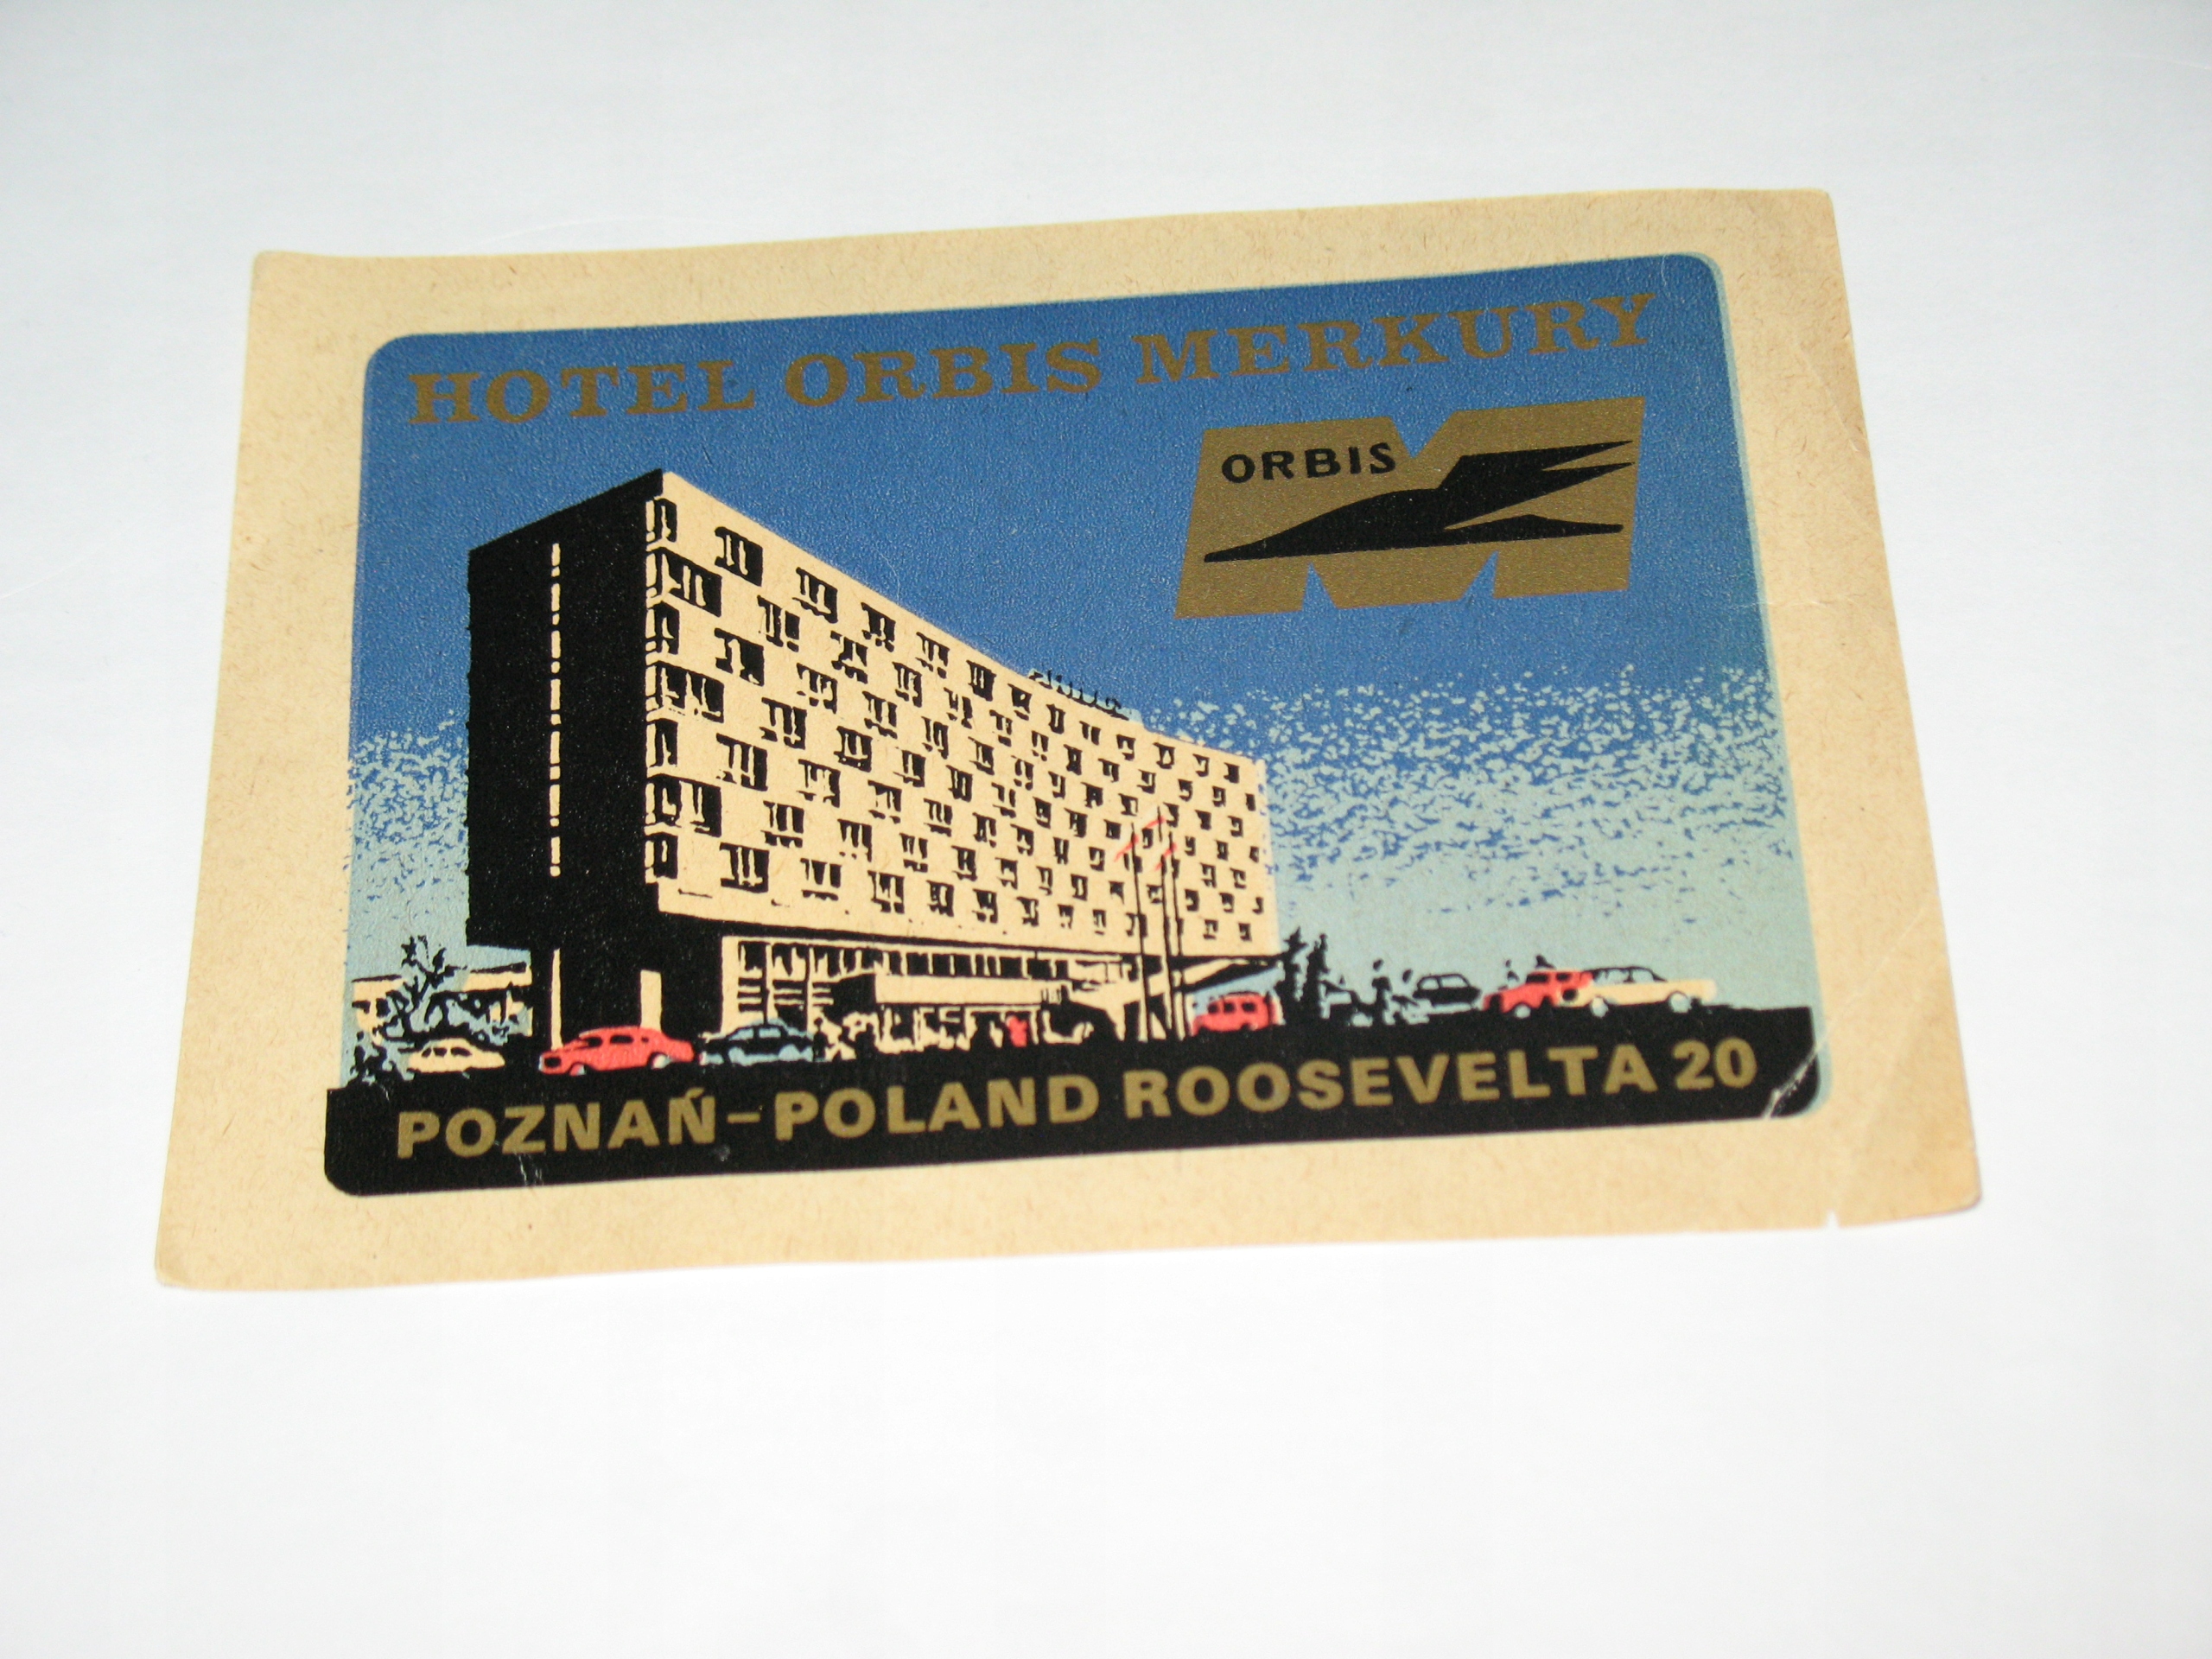 HOTEL ORBIS MERKURY
ORBIS
POZNAŃ–POLAND ROOSEVELTA 20